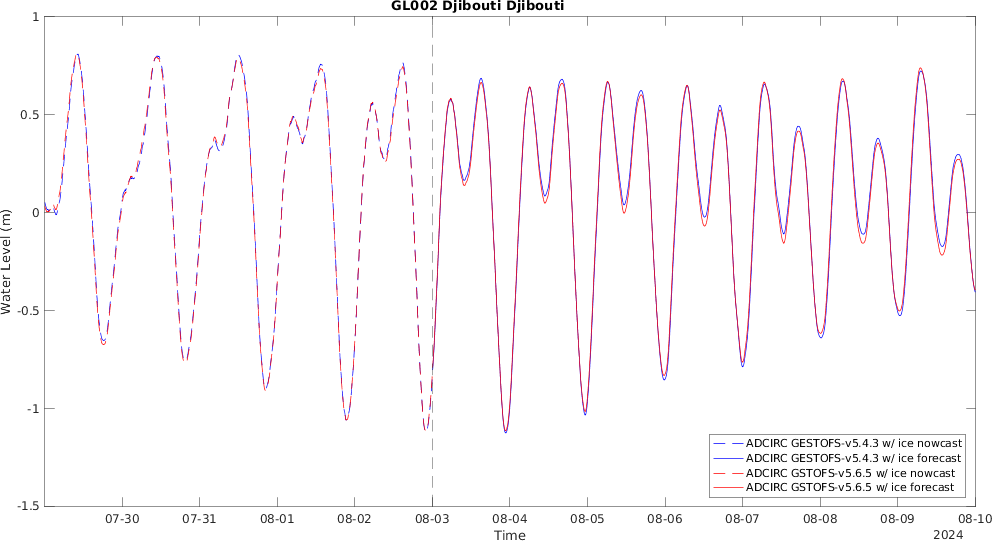 GL002 Djibouti Djibouti
1
0.5
0
-0.5
-1
-1.5
Water Level (m)
07-30 07-31 08-01 08-02 08-03 08-04 08-05 08-06 08-07 08-08 08-09 08-10
Time
2024
ADCIRC GESTOFS-v5.4.3 w/ ice nowcast
ADCIRC GESTOFS-v5.4.3 w/ ice forecast
ADCIRC GSTOFS-v5.6.5 w/ ice nowcast
ADCIRC GSTOFS-v5.6.5 w/ ice forecast